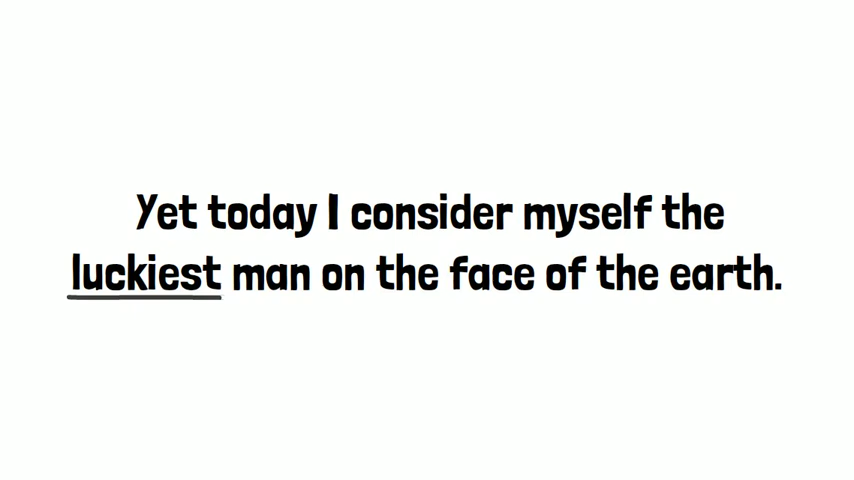 Yet today I consider myself the
luckiest man on the face of the earth.